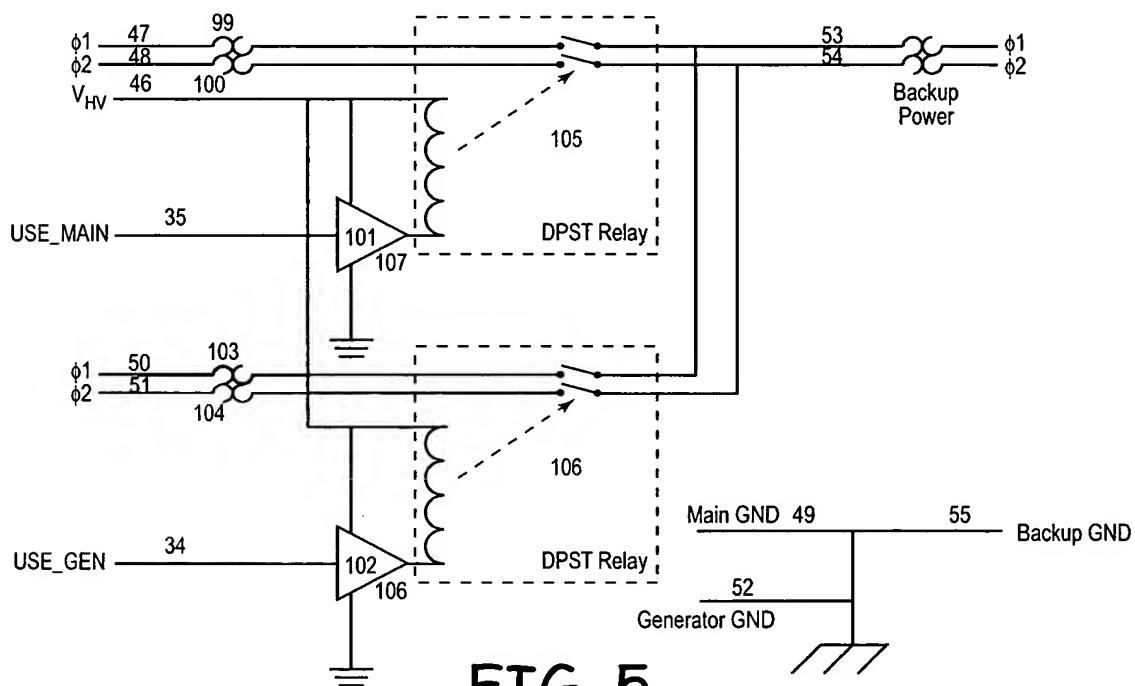 99
47
53
φ1
φ1
48
54
φ2
φ2
100
46
Backup
Power
V_HV
105
35
USE_MAIN
101
DPST Relay
107
50
103
φ1
51
φ2
104
106
Main GND 49
55
Backup GND
34
USE_GEN
102
DPST Relay
106
52
Generator GND
FIG. 5